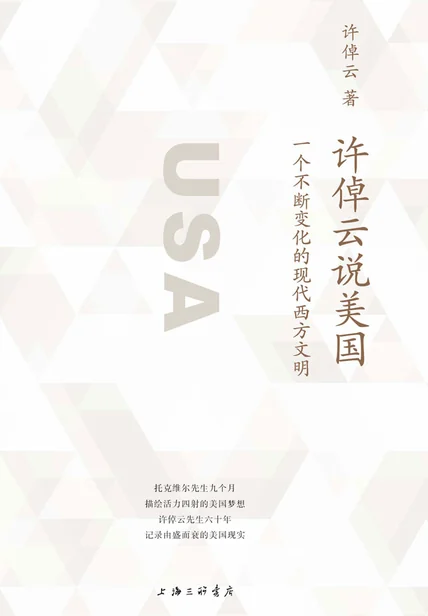 许倬云 著
许倬云说美国
一个不断变化的现代西方文明
USA
托克维尔先生九个月
描绘活力四射的美国梦想
许倬云先生六十年
记录由盛而衰的美国现实
上海三联书店